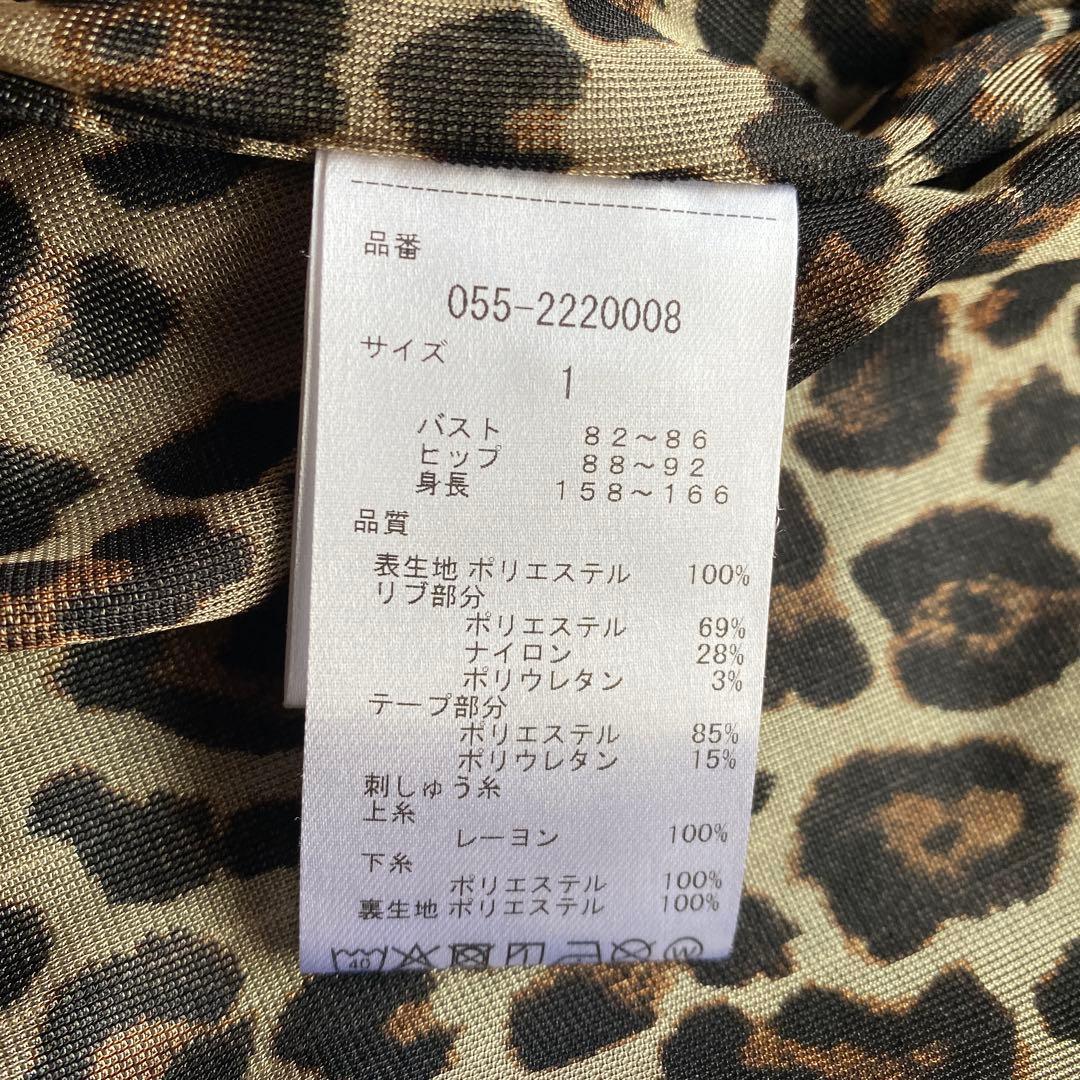 品番
055-2220008
サイズ
1
バスト 82～86
ヒップ 88～92
身長 158～166
品質
表生地 ポリエステル 100%
リブ部分
ポリエステル 69%
ナイロン 28%
ポリウレタン 3%
テープ部分
ポリエステル 85%
ポリウレタン 15%
刺しゅう糸
上糸
レーヨン 100%
下糸
ポリエステル 100%
裏生地 ポリエステル 100%
40 W